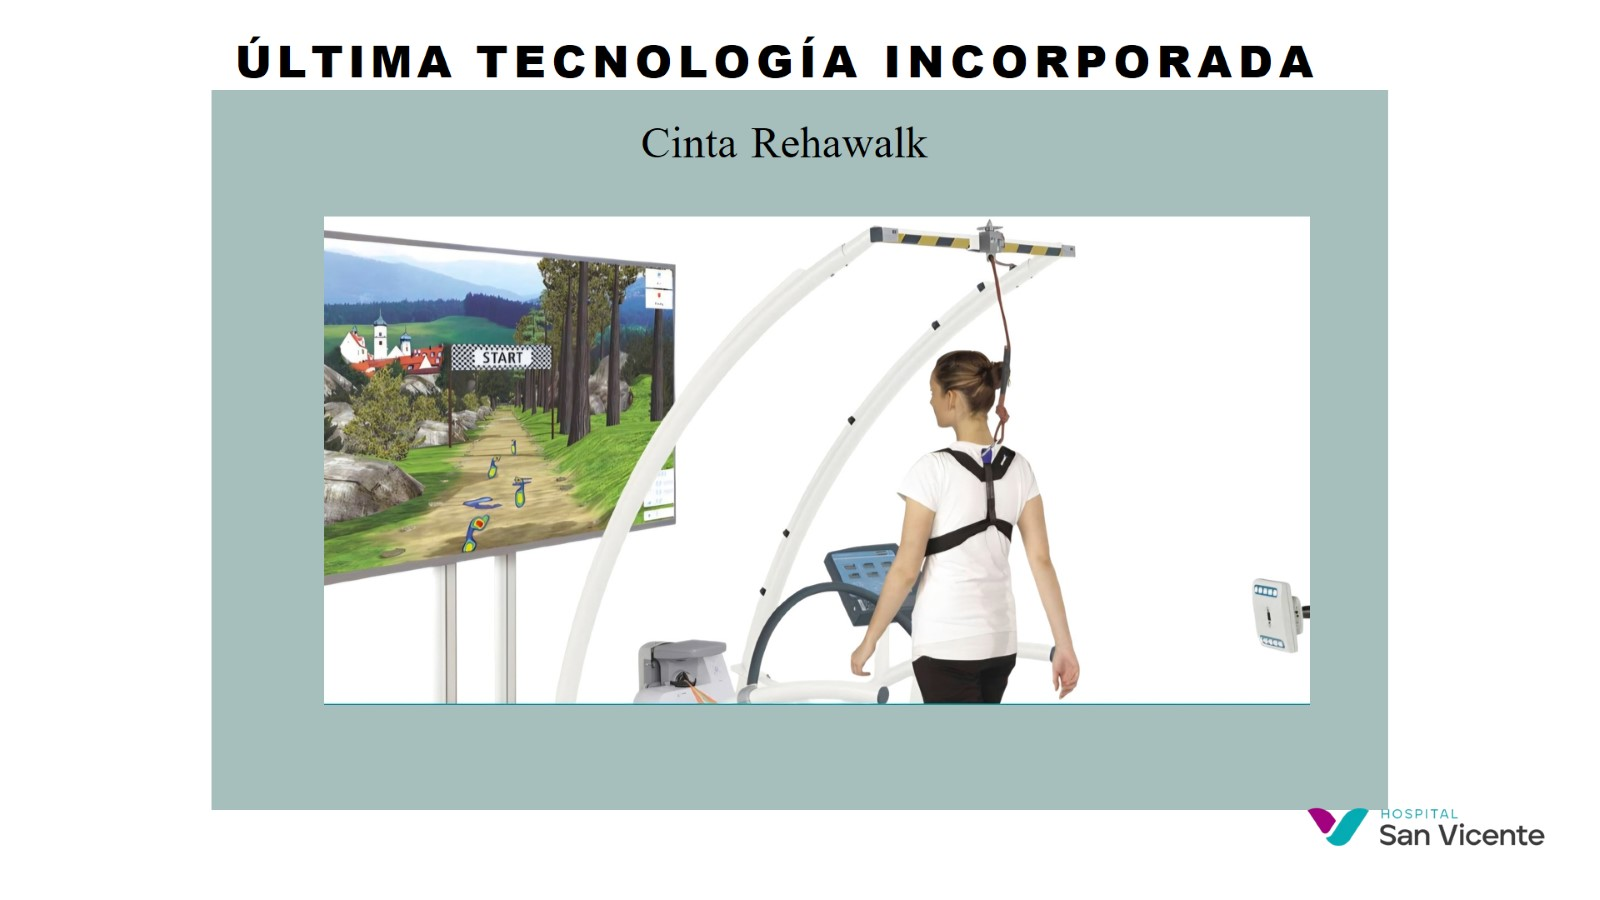 ÚLTIMA TECNOLOGÍA INCORPORADA
Cinta Rehawalk
START
HOSPITAL
San Vicente